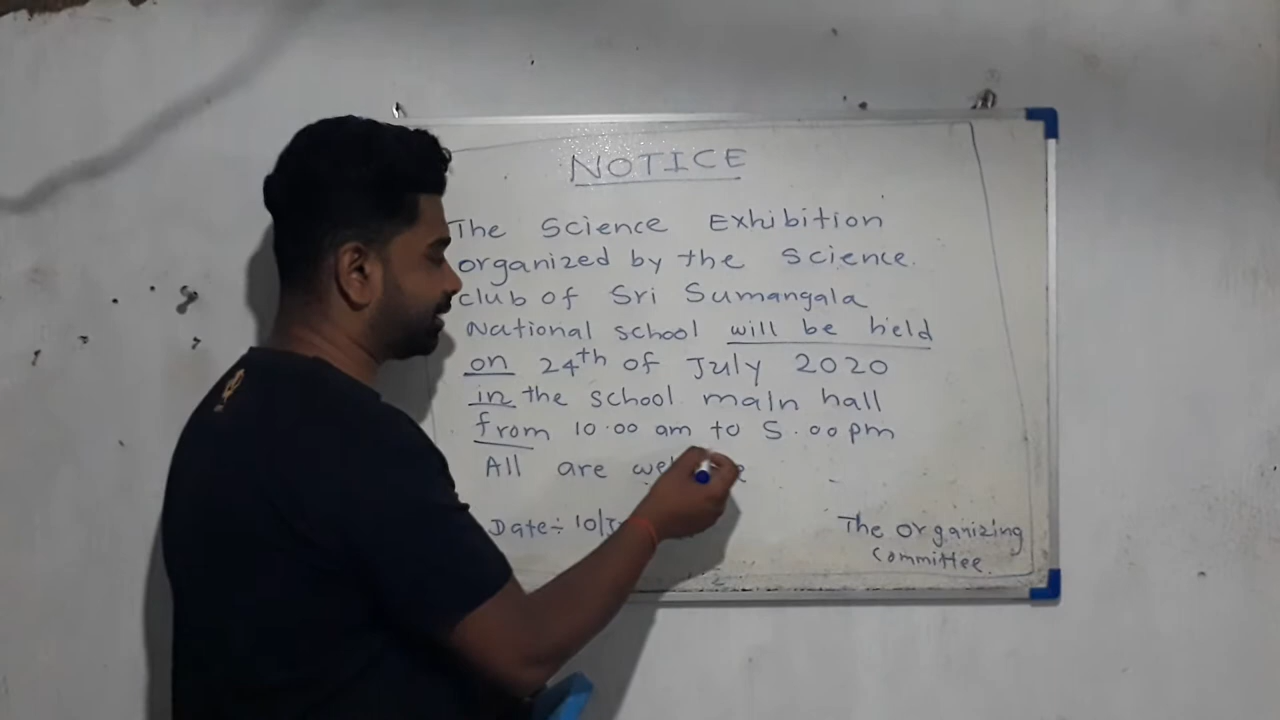 NOTICE
The Science Exhibition
organized by the science.
club of Sri Sumangala
National school will be held
on 24th of July 2020
in the school main hall
from 10.00 am to 5.00pm
All are
Date÷ 10/
The organizing
committee.